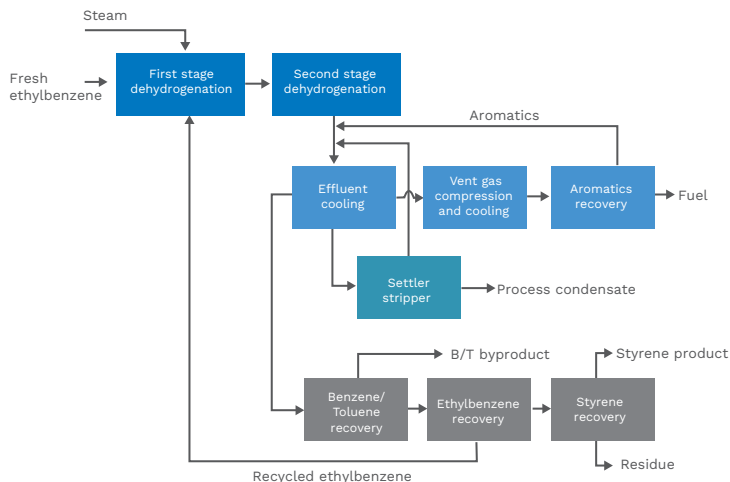 Steam
Fresh
ethylbenzene
First stage
dehydrogenation
Second stage
dehydrogenation
Aromatics
Effluent
cooling
Vent gas
compression
and cooling
Aromatics
recovery
Fuel
Settler
stripper
Process condensate
B/T byproduct
Styrene product
Benzene/
Toluene
recovery
Ethylbenzene
recovery
Styrene
recovery
Residue
Recycled ethylbenzene